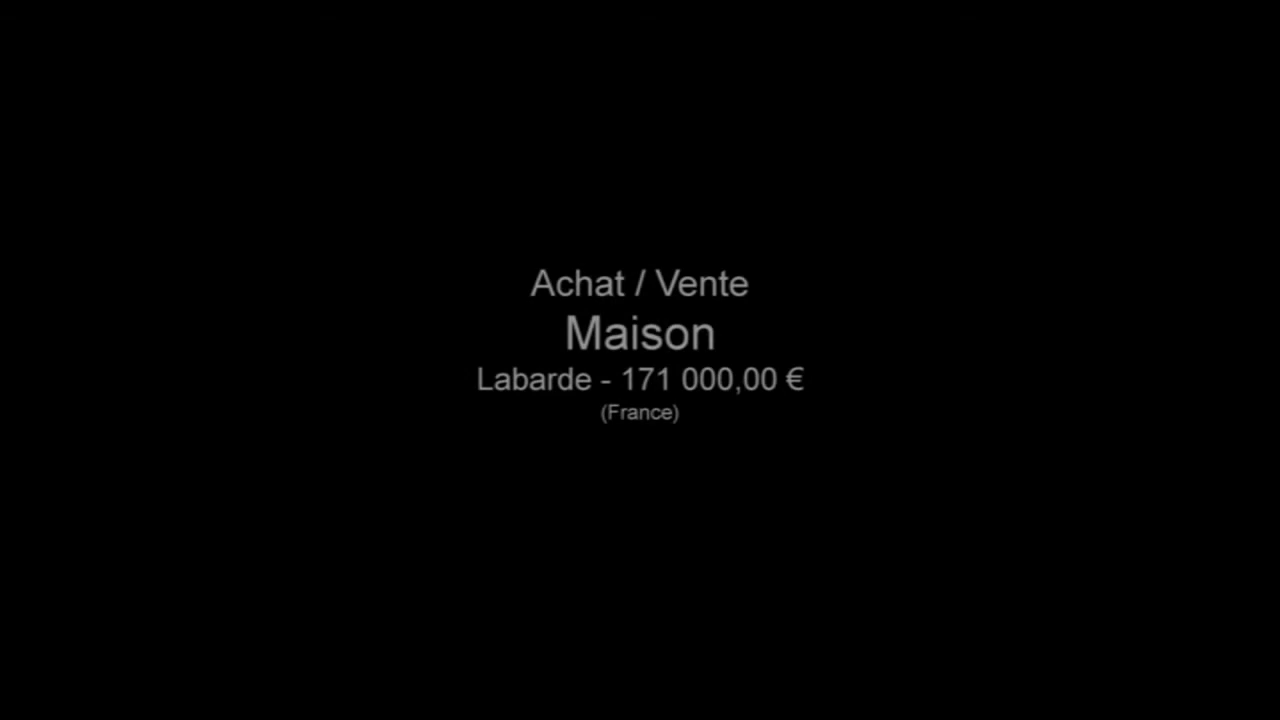 Achat / Vente
Maison
Labarde - 171 000,00 €
(France)